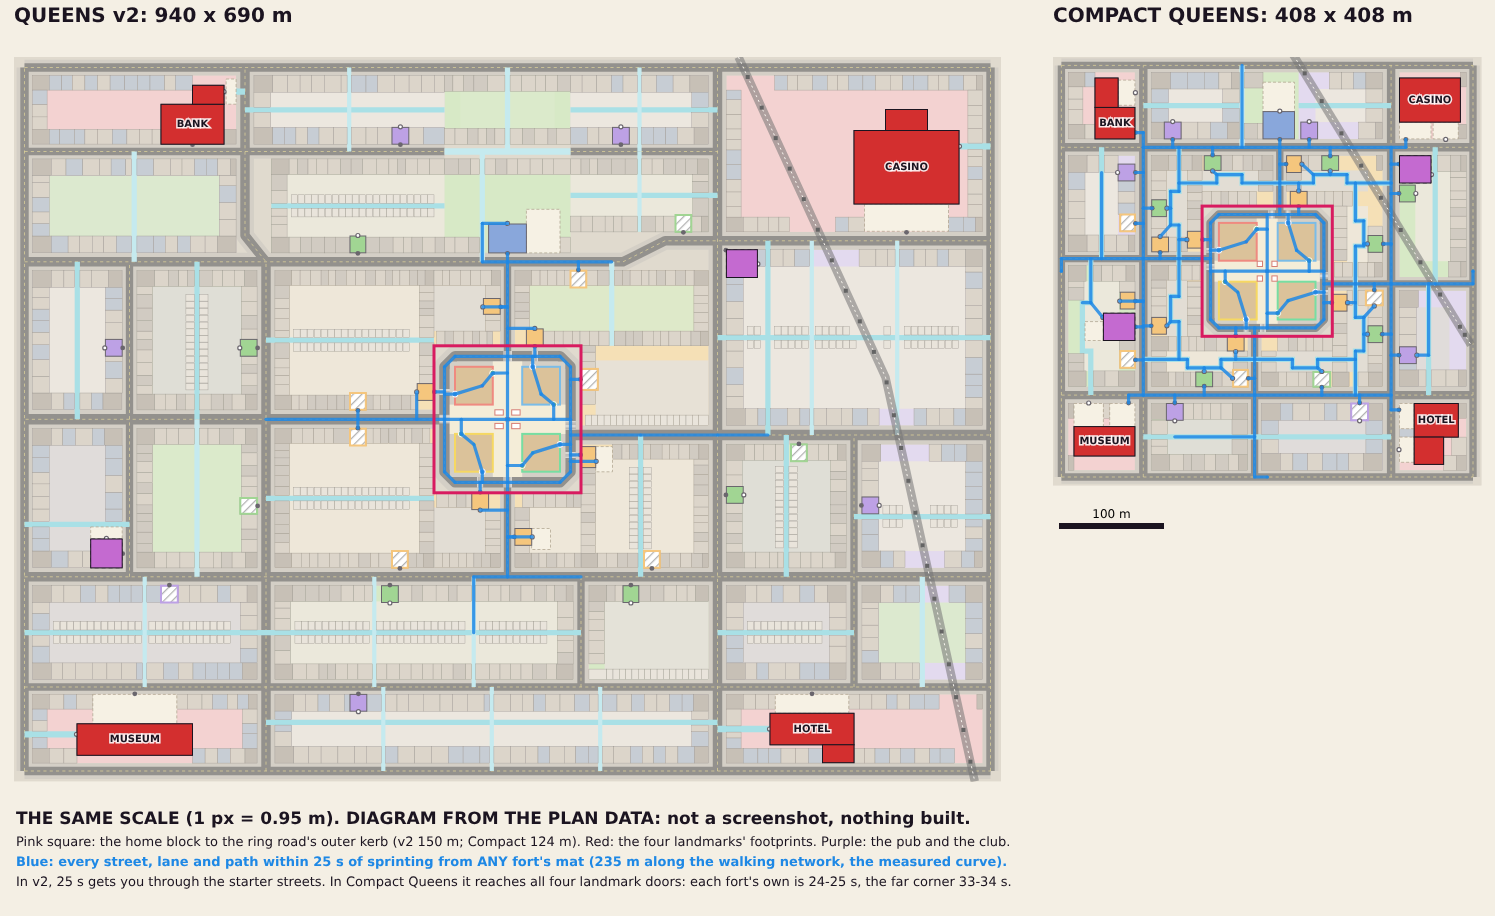 QUEENS v2: 940 x 690 m
COMPACT QUEENS: 408 x 408 m
BANK
CASINO
MUSEUM
HOTEL
BANK
CASINO
MUSEUM
HOTEL
100 m
THE SAME SCALE (1 px = 0.95 m). DIAGRAM FROM THE PLAN DATA: not a screenshot, nothing built.
Pink square: the home block to the ring road's outer kerb (v2 150 m; Compact 124 m). Red: the four landmarks' footprints. Purple: the pub and the club.
Blue: every street, lane and path within 25 s of sprinting from ANY fort's mat (235 m along the walking network, the measured curve).
In v2, 25 s gets you through the starter streets. In Compact Queens it reaches all four landmark doors: each fort's own is 24-25 s, the far corner 33-34 s.